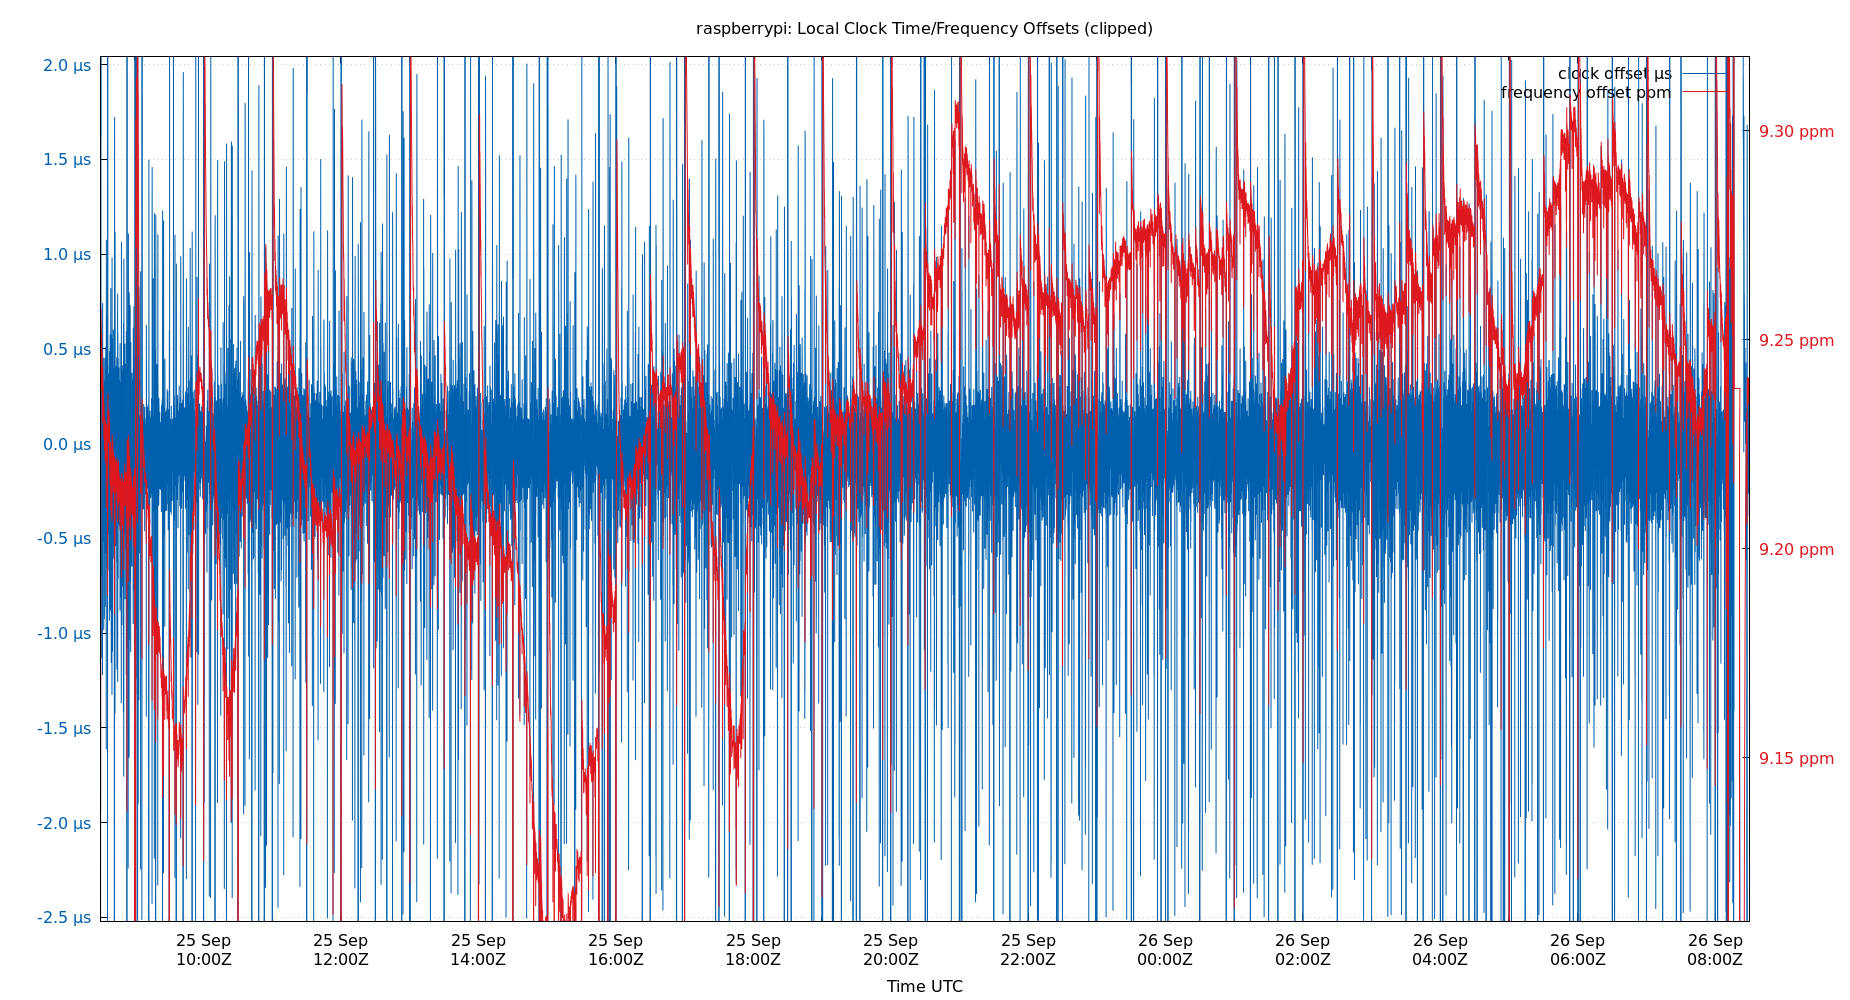 raspberrypi: Local Clock Time/Frequency Offsets (clipped)
clock offset µs
frequency offset ppm
2.0 µs
1.5 µs
1.0 µs
0.5 µs
0.0 µs
-0.5 µs
-1.0 µs
-1.5 µs
-2.0 µs
-2.5 µs
9.30 ppm
9.25 ppm
9.20 ppm
9.15 ppm
25 Sep 25 Sep 25 Sep 25 Sep 25 Sep 25 Sep 25 Sep 26 Sep 26 Sep 26 Sep 26 Sep 26 Sep
10:00Z 12:00Z 14:00Z 16:00Z 18:00Z 20:00Z 22:00Z 00:00Z 02:00Z 04:00Z 06:00Z 08:00Z
Time UTC